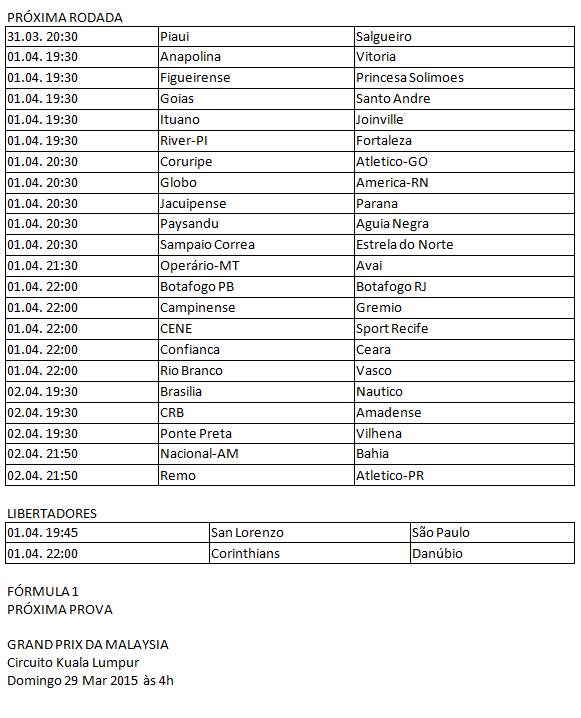 PRÓXIMA RODADA
31.03. 20:30 Piaui Salgueiro
01.04. 19:30 Anapolina Vitoria
01.04. 19:30 Figueirense Princesa Solimoes
01.04. 19:30 Goias Santo Andre
01.04. 19:30 Ituano Joinville
01.04. 19:30 River-PI Fortaleza
01.04. 20:30 Coruripe Atletico-GO
01.04. 20:30 Globo America-RN
01.04. 20:30 Jacuipense Parana
01.04. 20:30 Paysandu Aguia Negra
01.04. 20:30 Sampaio Correa Estrela do Norte
01.04. 21:30 Operário-MT Avai
01.04. 22:00 Botafogo PB Botafogo RJ
01.04. 22:00 Campinense Gremio
01.04. 22:00 CENE Sport Recife
01.04. 22:00 Confianca Ceara
01.04. 22:00 Rio Branco Vasco
02.04. 19:30 Brasilia Nautico
02.04. 19:30 CRB Amadense
02.04. 19:30 Ponte Preta Vilhena
02.04. 21:50 Nacional-AM Bahia
02.04. 21:50 Remo Atletico-PR
LIBERTADORES
01.04. 19:45 San Lorenzo São Paulo
01.04. 22:00 Corinthians Danúbio
FÓRMULA 1
PRÓXIMA PROVA
GRAND PRIX DA MALAYSIA
Circuito Kuala Lumpur
Domingo 29 Mar 2015 às 4h